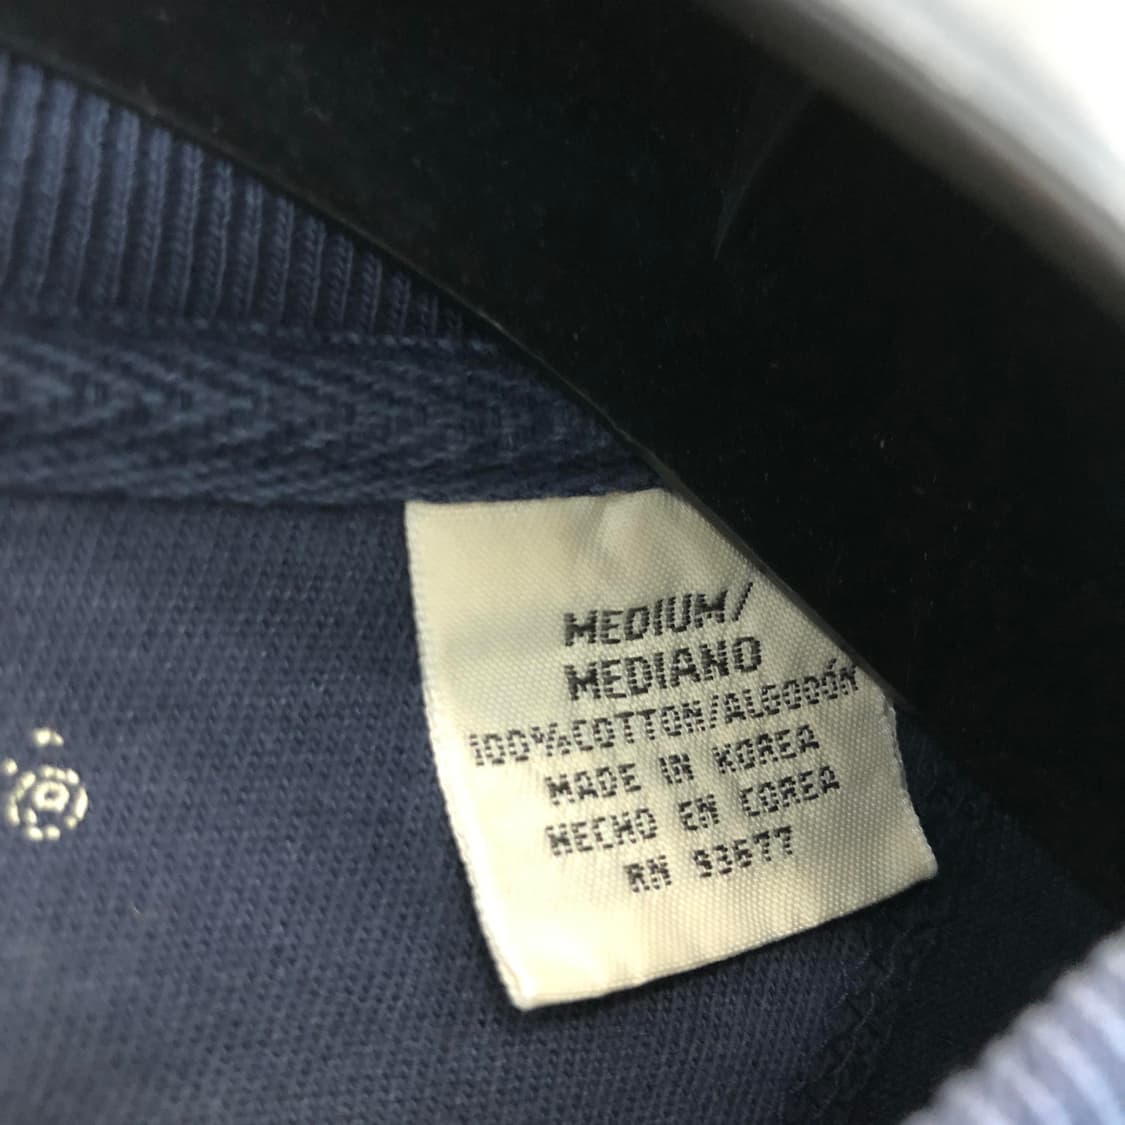 MEDIUM/
MEDIANO
100%COTTON/ALGODÓN
MADE IN KOREA
HECHO EN COREA
RN 93677